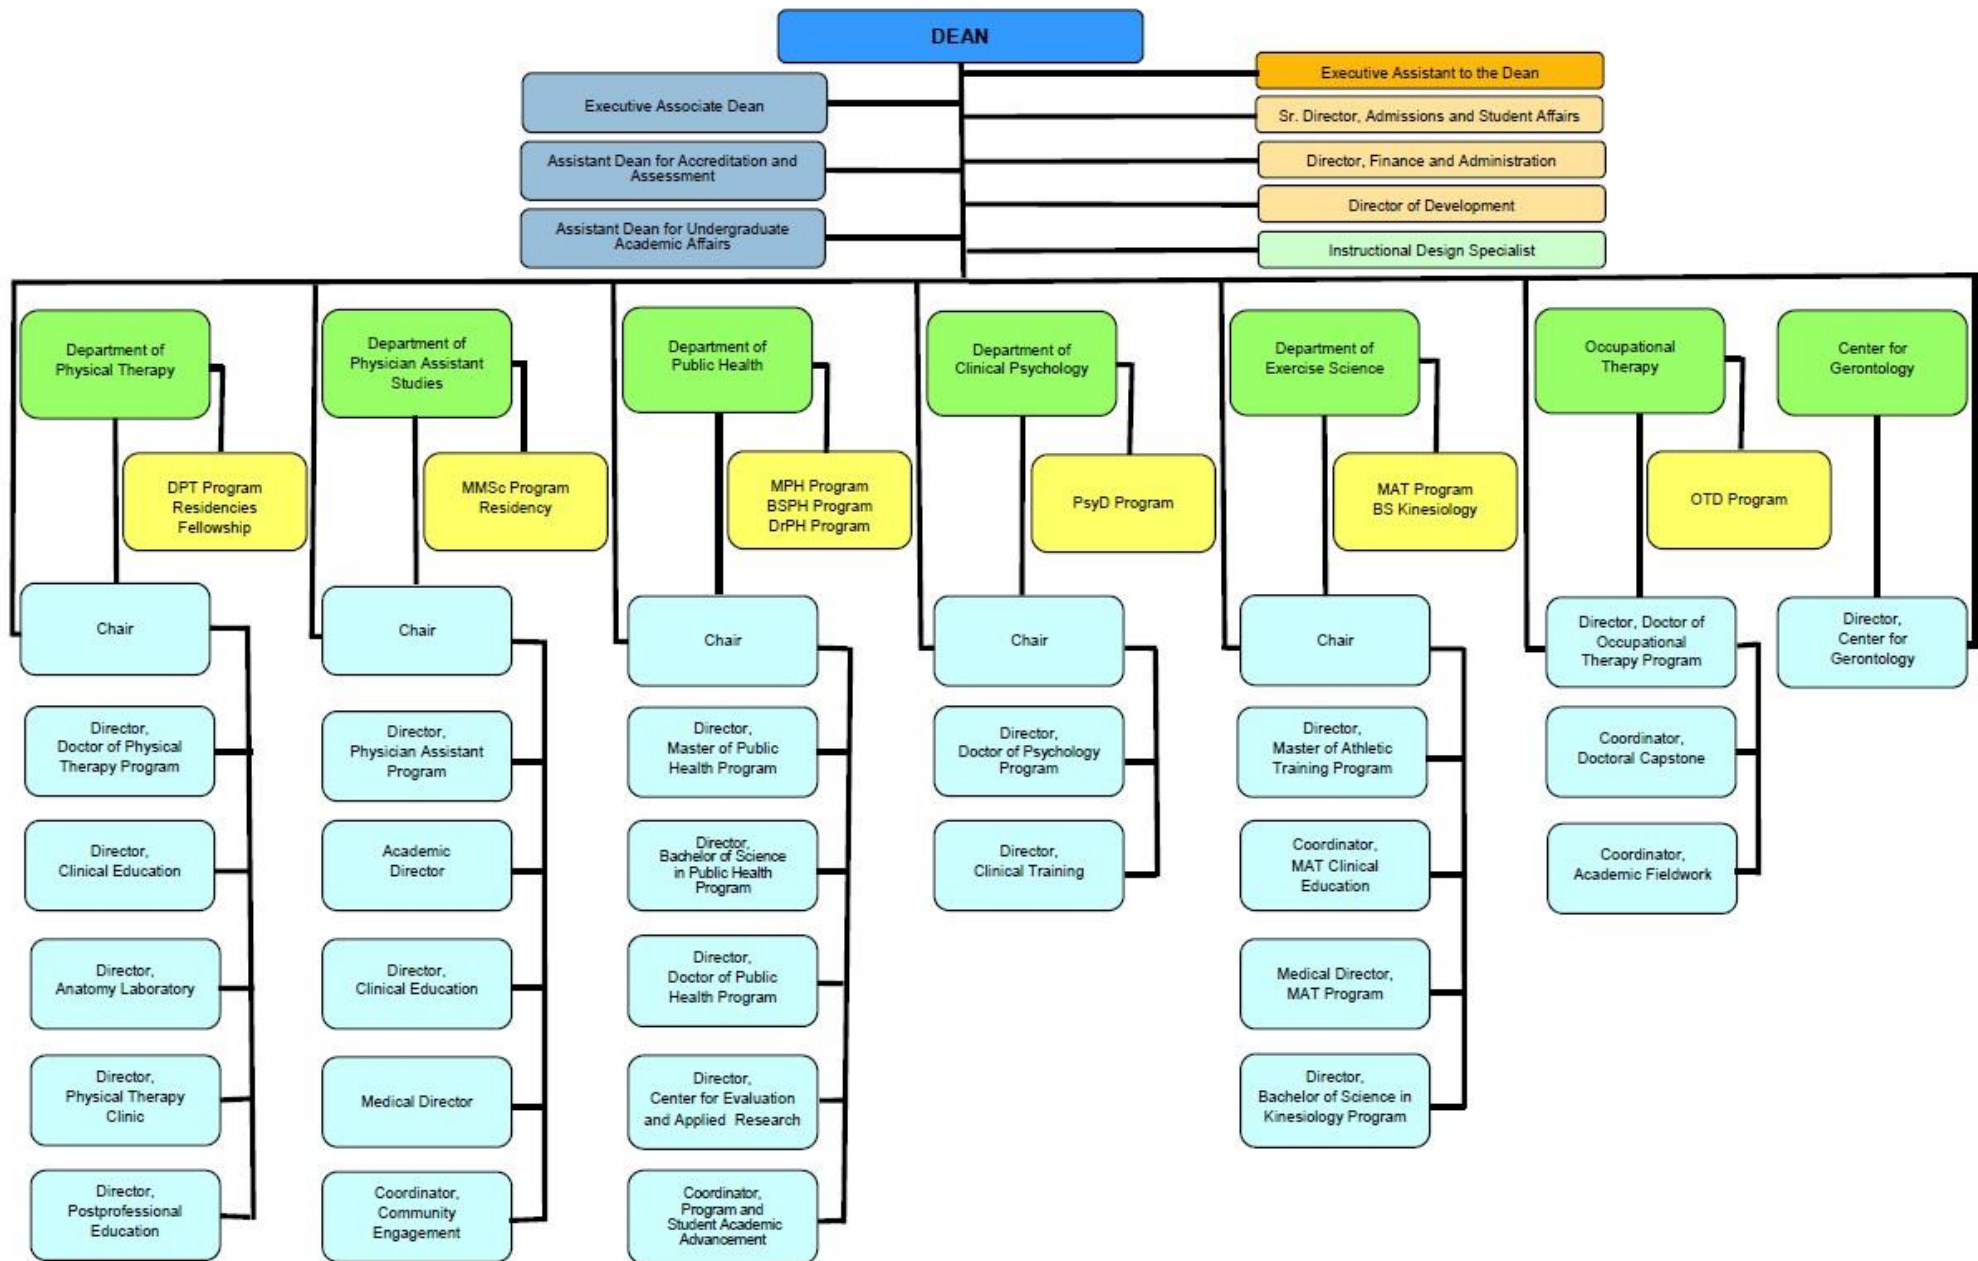 DEAN
Executive Associate Dean
Assistant Dean for Accreditation and
Assessment
Assistant Dean for Undergraduate
Academic Affairs
Executive Assistant to the Dean
Sr. Director, Admissions and Student Affairs
Director, Finance and Administration
Director of Development
Instructional Design Specialist
Department of
Physical Therapy
DPT Program
Residencies
Fellowship
Chair
Director,
Doctor of Physical
Therapy Program
Director,
Clinical Education
Director,
Anatomy Laboratory
Director,
Physical Therapy
Clinic
Director,
Postprofessional
Education
Department of
Physician Assistant
Studies
MMSc Program
Residency
Chair
Director,
Physician Assistant
Program
Academic
Director
Director,
Clinical Education
Medical Director
Coordinator,
Community
Engagement
Department of
Public Health
MPH Program
BSPH Program
DrPH Program
Chair
Director,
Master of Public
Health Program
Director,
Bachelor of Science
in Public Health
Program
Director,
Doctor of Public
Health Program
Director,
Center for Evaluation
and Applied Research
Coordinator,
Program and
Student Academic
Advancement
Department of
Clinical Psychology
PsyD Program
Chair
Director,
Doctor of Psychology
Program
Director,
Clinical Training
Department of
Exercise Science
MAT Program
BS Kinesiology
Chair
Director,
Master of Athletic
Training Program
Coordinator,
MAT Clinical
Education
Medical Director,
MAT Program
Director,
Bachelor of Science in
Kinesiology Program
Occupational
Therapy
OTD Program
Director, Doctor of
Occupational
Therapy Program
Coordinator,
Doctoral Capstone
Coordinator,
Academic Fieldwork
Center for
Gerontology
Director,
Center for
Gerontology